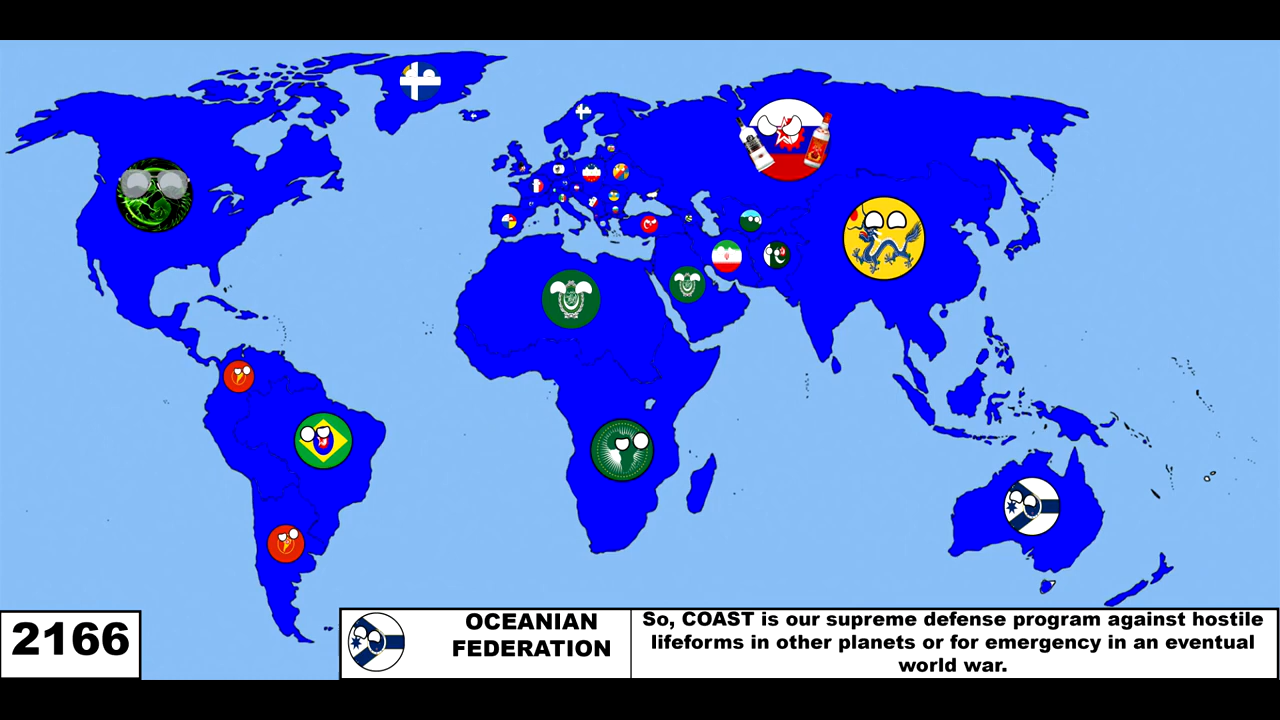 2166
OCEANIAN
FEDERATION
So, COAST is our supreme defense program against hostile
lifeforms in other planets or for emergency in an eventual
world war.